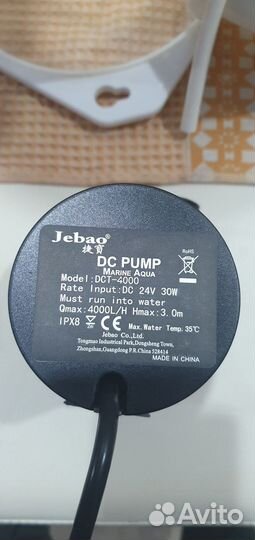 Jebao
捷宝
RoHS
DC PUMP
MARINE AQUA
Model:DCT-4000
Rate Input:DC 24V 30W
Must run into water
Qmax:4000L/H Hmax:3.0m
IPX8 CE Max.Water Temp.35℃
Jebao Co.,Ltd.
Tongmao Industrial Park,Dongsheng Town,
Zhongshan,Guangdong P.R.China 528414
MADE IN CHINA
Avito